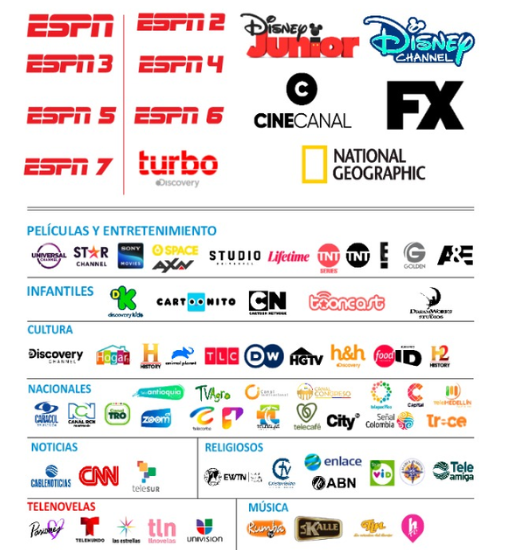 ESPN ESPN 2
Disney Junior Disney CHANNEL
ESPN 3 ESPN 4
CINECANAL FX
ESPN 5 ESPN 6
ESPN 7 turbo
Discovery
NATIONAL
GEOGRAPHIC
PELÍCULAS Y ENTRETENIMIENTO
UNIVERSAL STAR CHANNEL SONY MOVIES SPACE AXN STUDIO UNIVERSAL Lifetime TNT SERIES TNT E G GOLDEN A&E
INFANTILES
DK discovery kids CARTOONITO CN CARTOON NETWORK tooncast DREAMWORKS
CULTURA
Discovery Hogar H HISTORY animal planet TLC DW HGTV h&h discovery food ID H2 HISTORY
NACIONALES
teleantioquia TVAgro CANAL CONGRESO Capital
CARACOL CANAL RCN TRO zoom telecafé City Señal Colombia Tr-ce
NOTICIAS
CABLENOTICIAS CNN teleSUR
RELIGIOSOS
EWTN enlace ABN ViD Tele amiga
TELENOVELAS
Pasiones TELEMUNDO las estrellas tln UNIVISION
MÚSICA
Rumba KALLE h